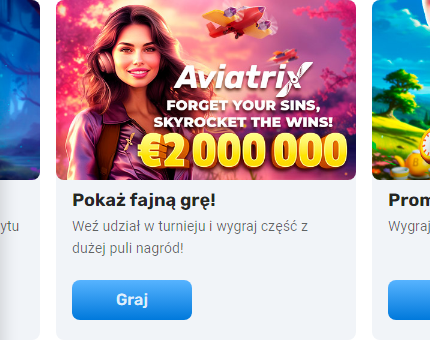 Aviatrix
FORGET YOUR SINS,
SKYROCKET THE WINS!
€2 000 000
Pokaż fajną grę!
Weź udział w turnieju i wygraj część z
dużej puli nagród!
Graj
ytu
Prom
Wygraj